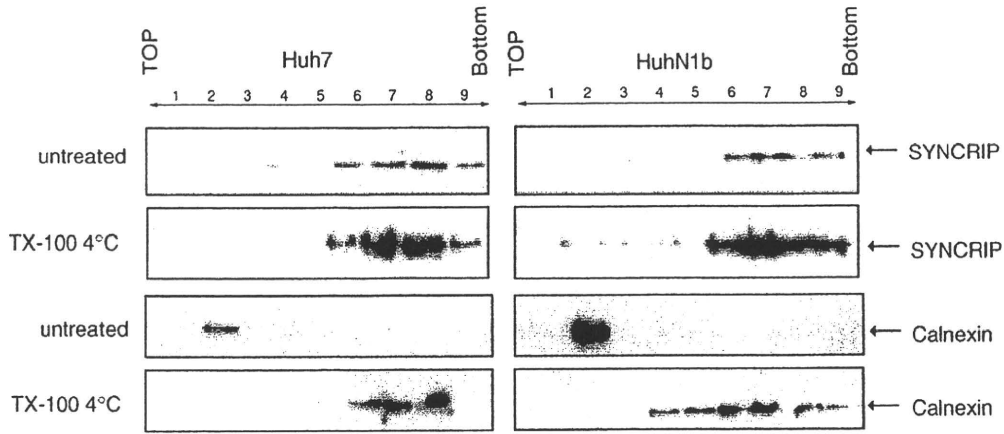 TOP
Huh7
Bottom
TOP
HuhN1b
Bottom
1 2 3 4 5 6 7 8 9
1 2 3 4 5 6 7 8 9
untreated
SYNCRIP
TX-100 4°C
SYNCRIP
untreated
Calnexin
TX-100 4°C
Calnexin